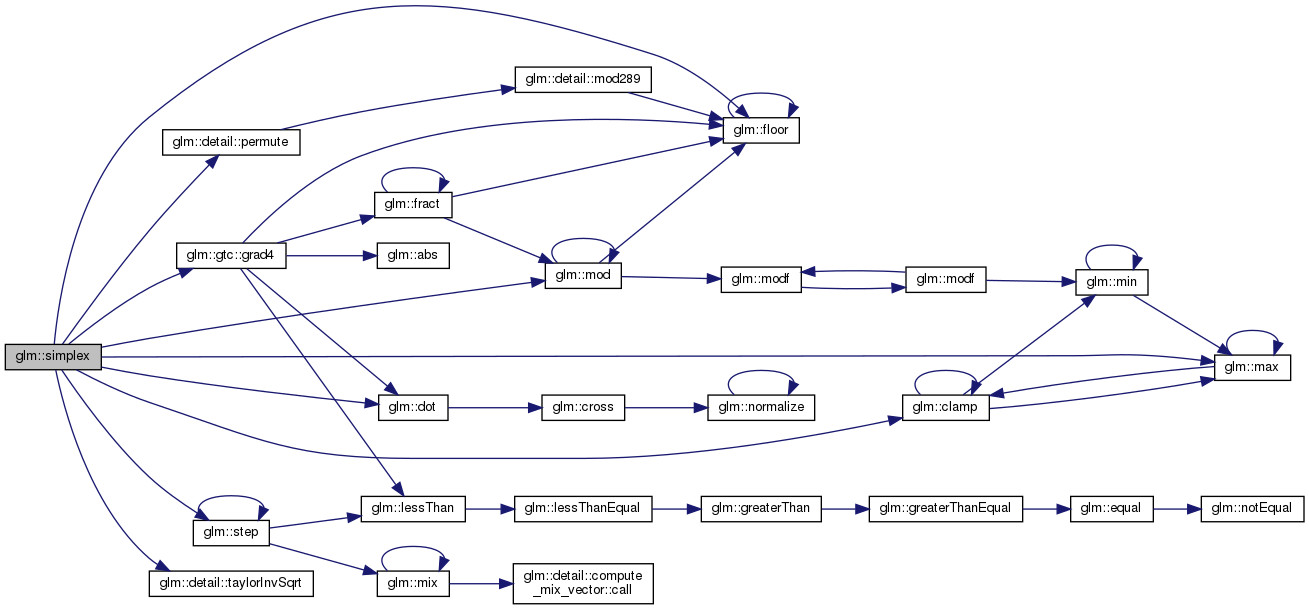 glm::detail::mod289
glm::floor
glm::detail::permute
glm::fract
glm::gtc::grad4
glm::abs
glm::mod
glm::modf
glm::modf
glm::min
glm::simplex
glm::max
glm::dot
glm::cross
glm::normalize
glm::clamp
glm::lessThan
glm::lessThanEqual
glm::greaterThan
glm::greaterThanEqual
glm::equal
glm::notEqual
glm::step
glm::detail::taylorInvSqrt
glm::mix
glm::detail::compute
_mix_vector::call